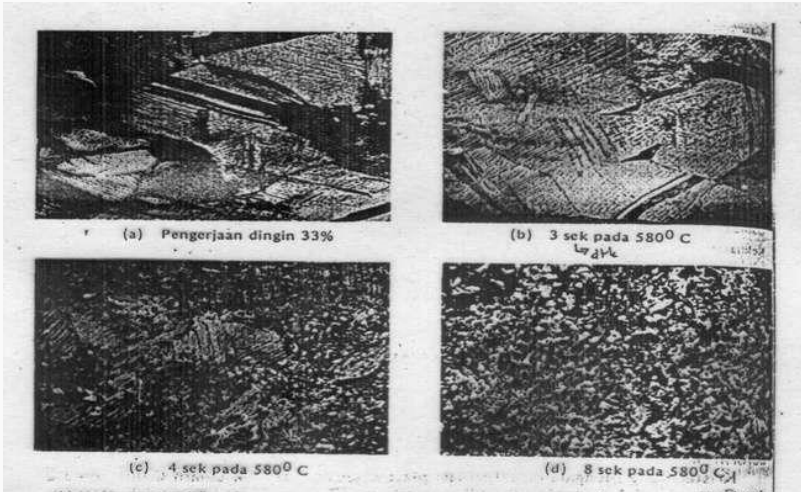 (a) Pengerjaan dingin 33%
(b) 3 sek pada 580⁰ C
(c) 4 sek pada 580⁰ C
(d) 8 sek pada 580⁰ C